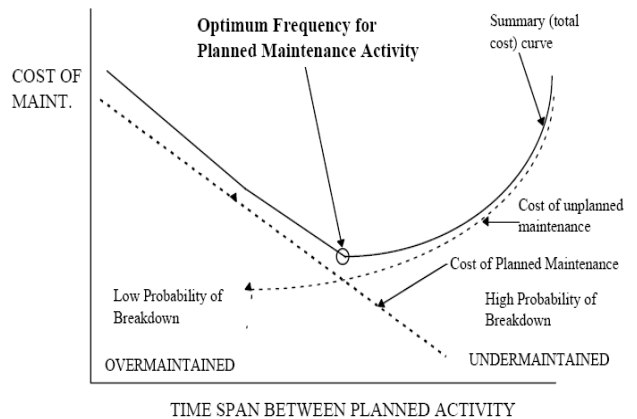 Optimum Frequency for
Planned Maintenance Activity
Summary (total
cost) curve
COST OF
MAINT.
Cost of unplanned
maintenance
Cost of Planned Maintenance
Low Probability of
Breakdown
High Probability of
Breakdown
OVERMAINTAINED
UNDERMAINTAINED
TIME SPAN BETWEEN PLANNED ACTIVITY